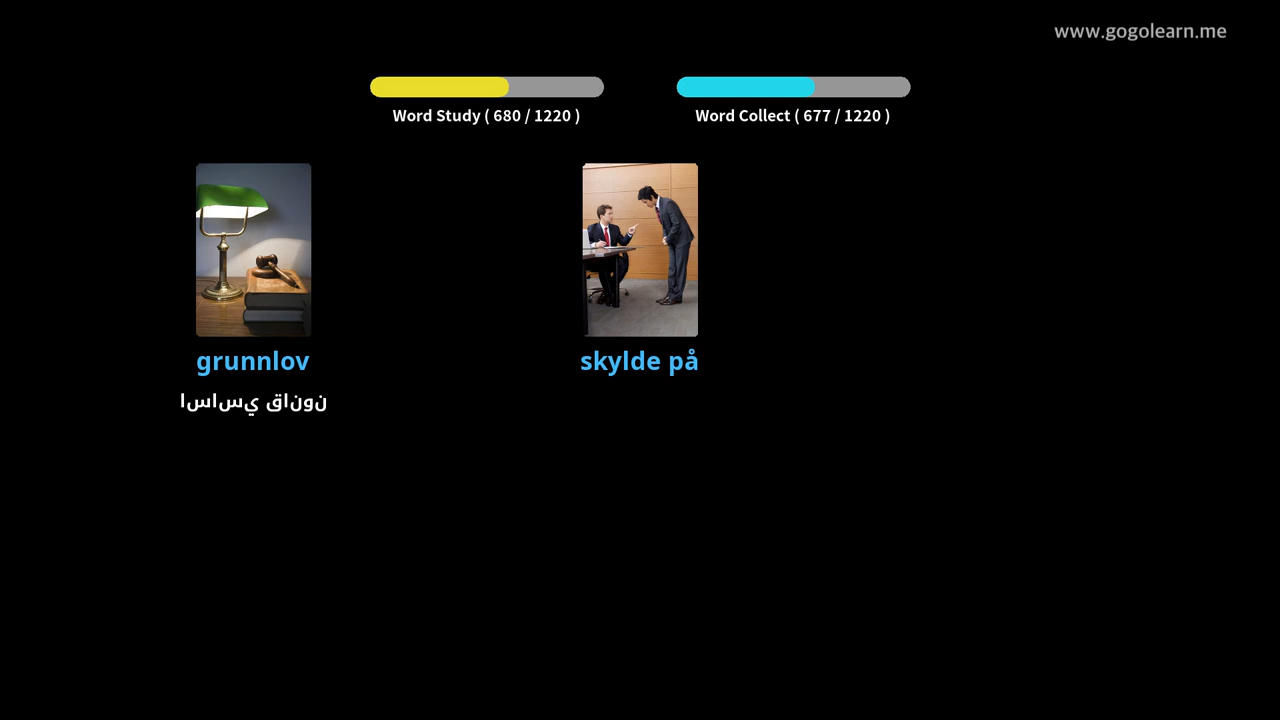 www.gogolearn.me
Word Study ( 680 / 1220 )
Word Collect ( 677 / 1220 )
grunnlov
skylde på
اساسي قانون